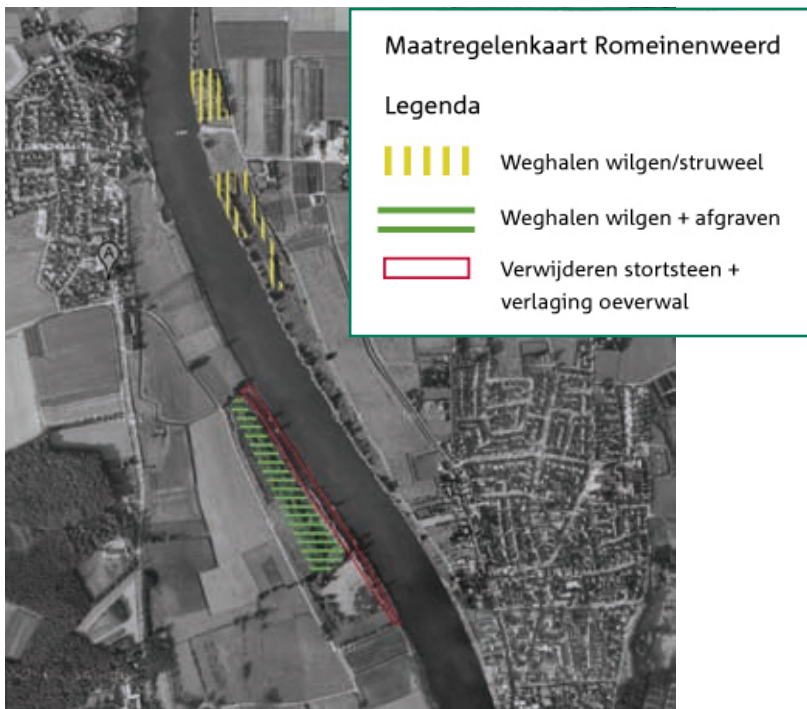 Maatregelenkaart Romeinenweerd
Legenda
Weghalen wilgen/struweel
Weghalen wilgen + afgraven
Verwijderen stortsteen +
verlaging oeverwal
A